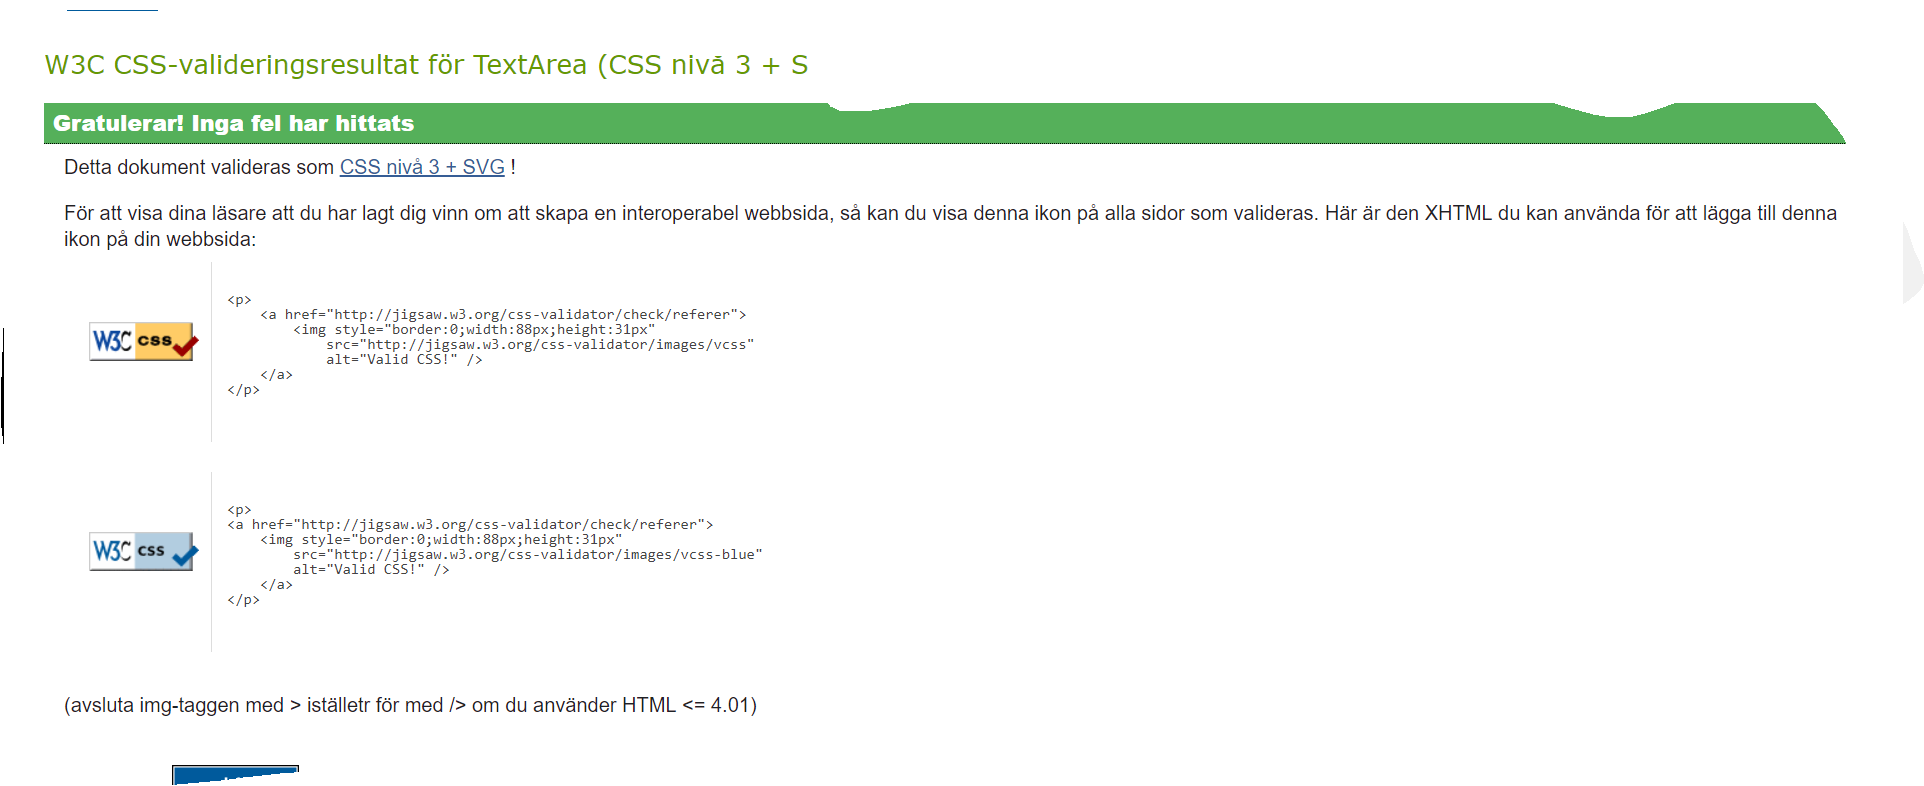 W3C CSS-valideringsresultat för TextArea (CSS nivå 3 + S
Gratulerar! Inga fel har hittats
Detta dokument valideras som CSS nivå 3 + SVG !
För att visa dina läsare att du har lagt dig vinn om att skapa en interoperabel webbsida, så kan du visa denna ikon på alla sidor som valideras. Här är den XHTML du kan använda för att lägga till denna
ikon på din webbsida:
<p>
<a href="http://jigsaw.w3.org/css-validator/check/referer">
<img style="border:0;width:88px;height:31px"
W3C css
src="http://jigsaw.w3.org/css-validator/images/vcss"
alt="Valid CSS!" />
</a>
</p>
<p>
<a href="http://jigsaw.w3.org/css-validator/check/referer">
<img style="border:0;width:88px;height:31px"
W3C css
src="http://jigsaw.w3.org/css-validator/images/vcss-blue"
alt="Valid CSS!" />
</a>
</p>
(avsluta img-taggen med > iställetr för med /> om du använder HTML <= 4.01)